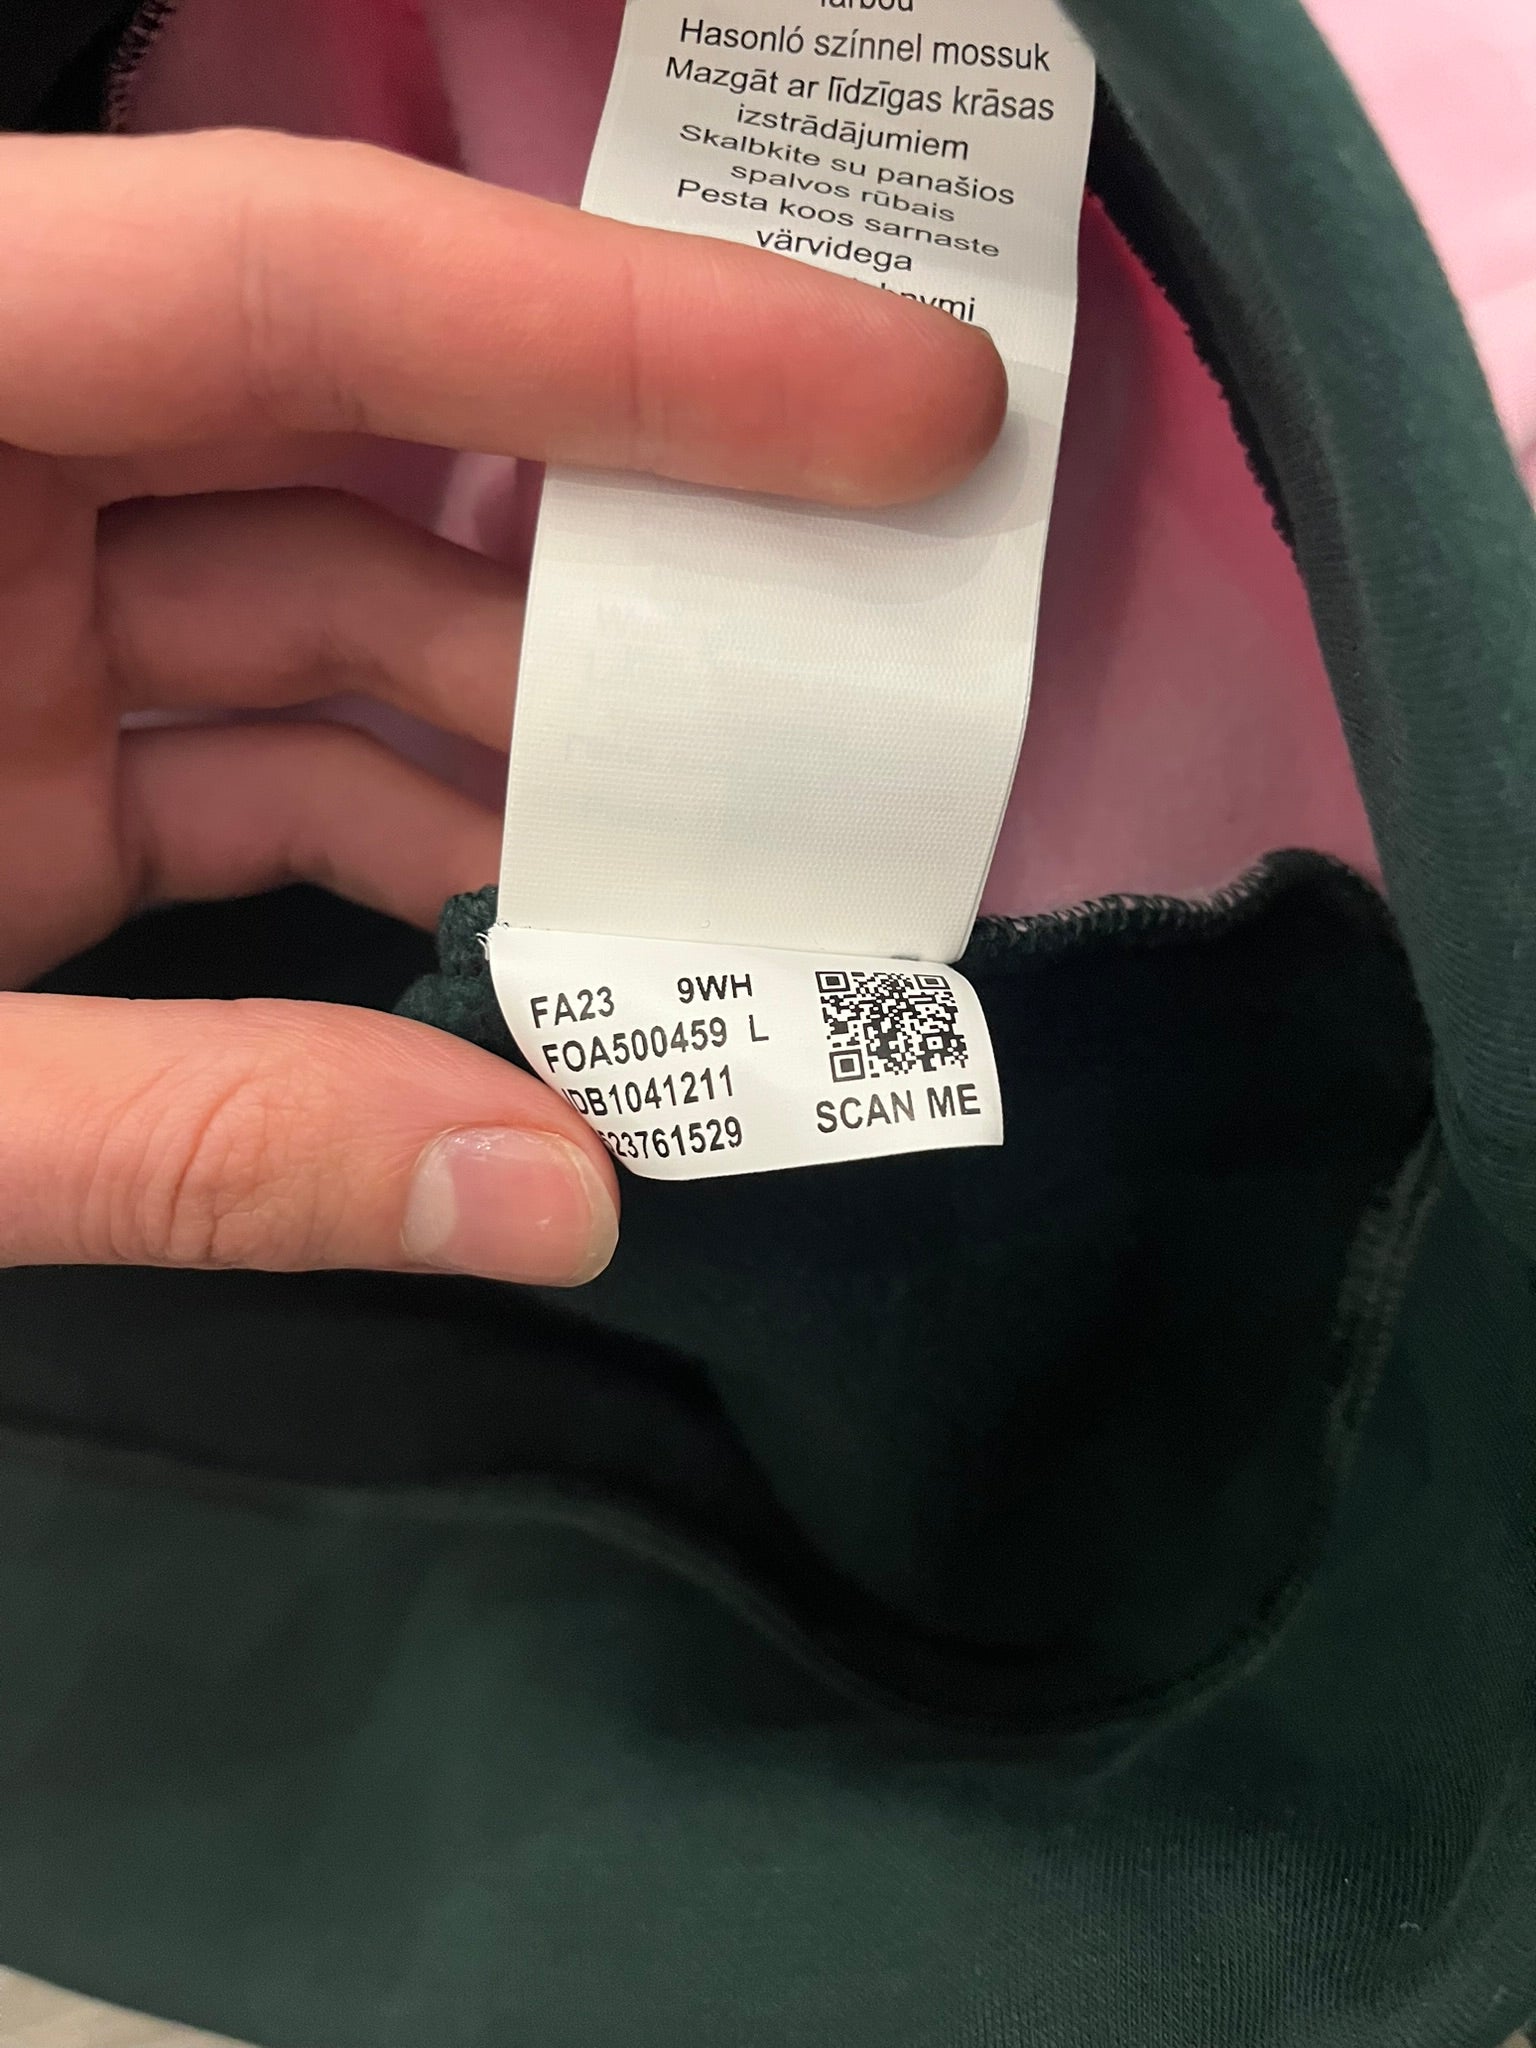 farbou
Hasonló színnel mossuk
Mazgāt ar līdzīgas krāsas
izstrādājumiem
Skalbkite su panašios
spalvos rūbais
Pesta koos sarnaste
värvidega
FA23 9WH
FOA500459 L
SCAN ME